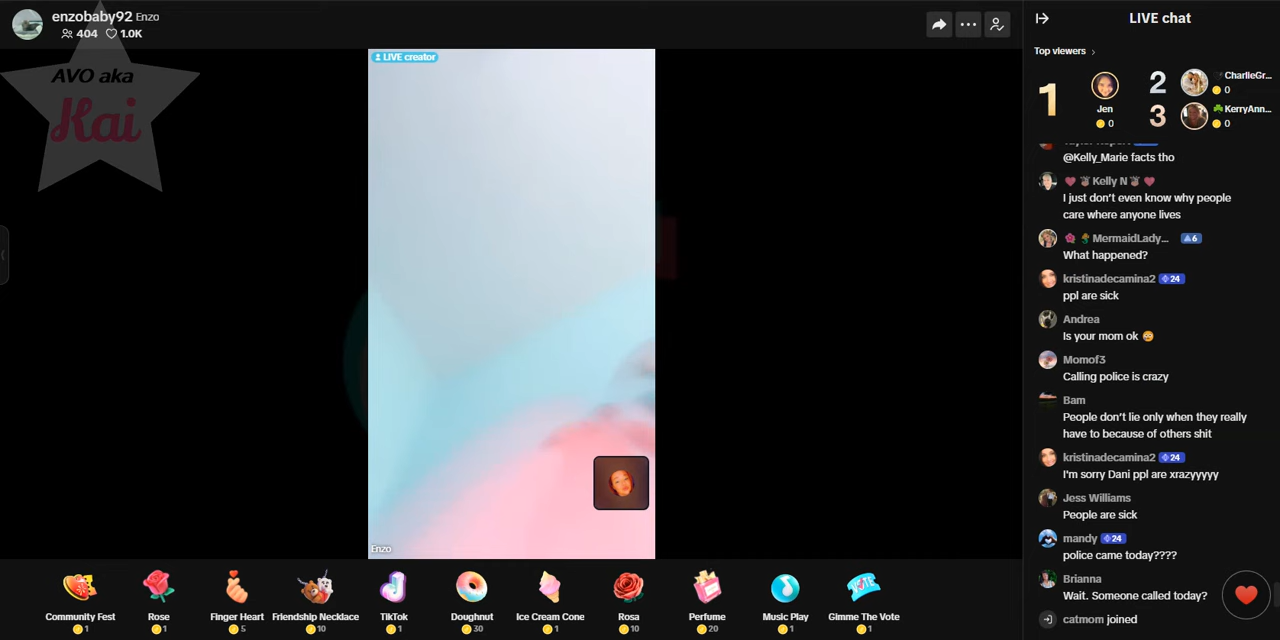 enzobaby92 Enzo
404 1.0K
AVO aka
Kai
LIVE creator
Enzo
Community Fest
1
Rose
1
Finger Heart
5
Friendship Necklace
10
TikTok
1
Doughnut
30
Ice Cream Cone
1
Rosa
10
Perfume
20
Music Play
1
Gimme The Vote
1
LIVE chat
Top viewers
1
Jen
0
2
CharlieGr...
0
3
KerryAnn...
0
@Kelly_Marie facts tho
Kelly N
I just don't even know why people
care where anyone lives
MermaidLady... 6
What happened?
kristinadecamina2 24
ppl are sick
Andrea
Is your mom ok
Momof3
Calling police is crazy
Bam
People don't lie only when they really
have to because of others shit
kristinadecamina2 24
I'm sorry Dani ppl are xrazyyyyy
Jess Williams
People are sick
mandy 24
police came today????
Brianna
Wait. Someone called today?
catmom joined